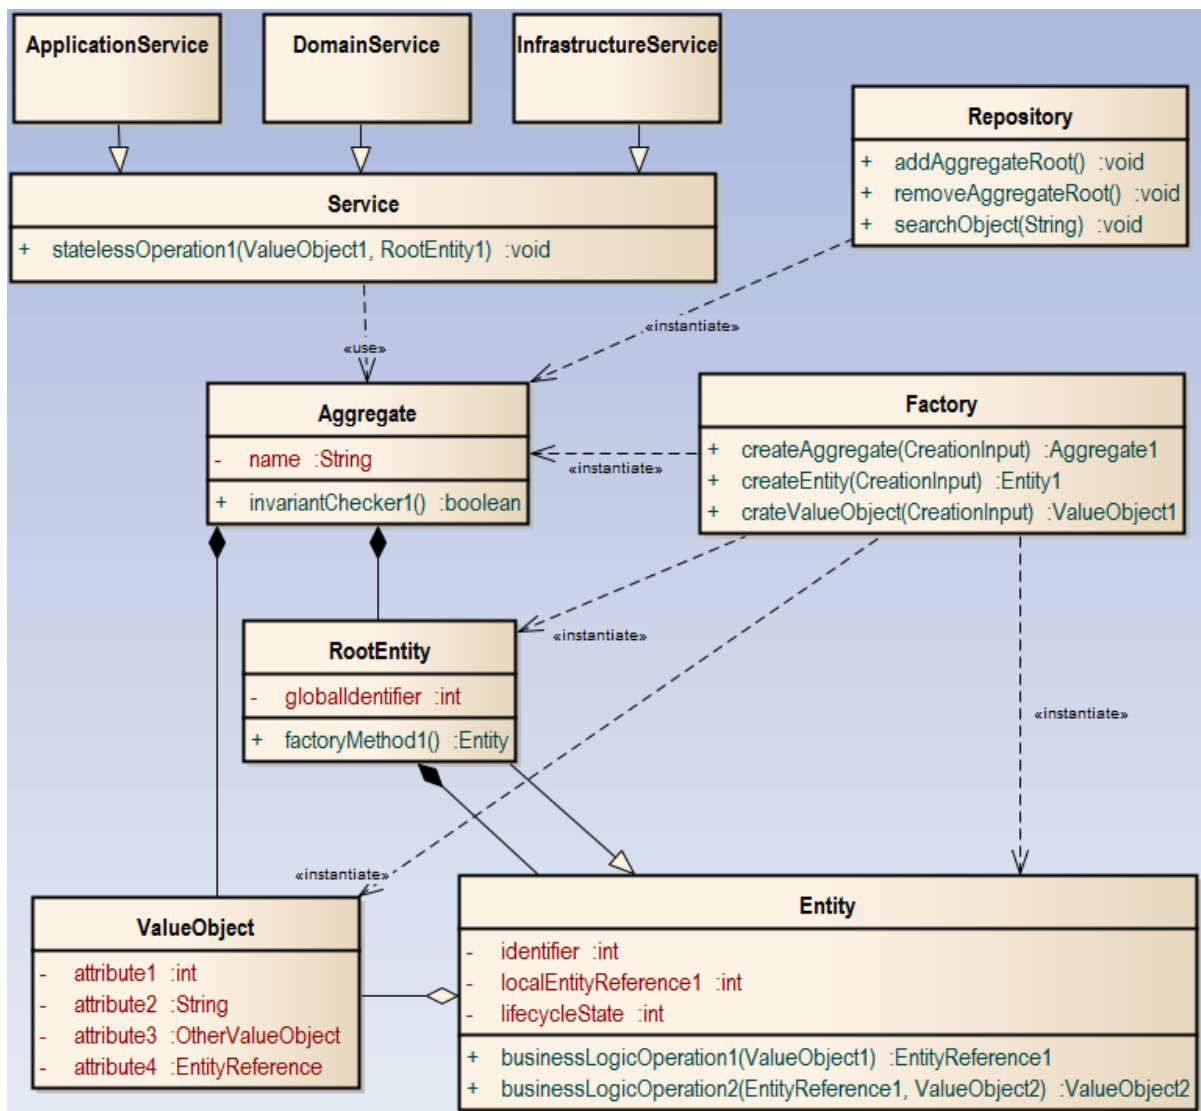 ApplicationService
DomainService
InfrastructureService
Repository
+ addAggregateRoot() :void
+ removeAggregateRoot() :void
+ searchObject(String) :void
Service
+ statelessOperation1(ValueObject1, RootEntity1) :void
«instantiate»
«use»
Aggregate
- name :String
+ invariantChecker1() :boolean
Factory
+ createAggregate(CreationInput) :Aggregate1
+ createEntity(CreationInput) :Entity1
+ crateValueObject(CreationInput) :ValueObject1
«instantiate»
RootEntity
- globalIdentifier :int
+ factoryMethod1() :Entity
«instantiate»
«instantiate»
«instantiate»
ValueObject
- attribute1 :int
- attribute2 :String
- attribute3 :OtherValueObject
- attribute4 :EntityReference
Entity
- identifier :int
- localEntityReference1 :int
- lifecycleState :int
+ businessLogicOperation1(ValueObject1) :EntityReference1
+ businessLogicOperation2(EntityReference1, ValueObject2) :ValueObject2